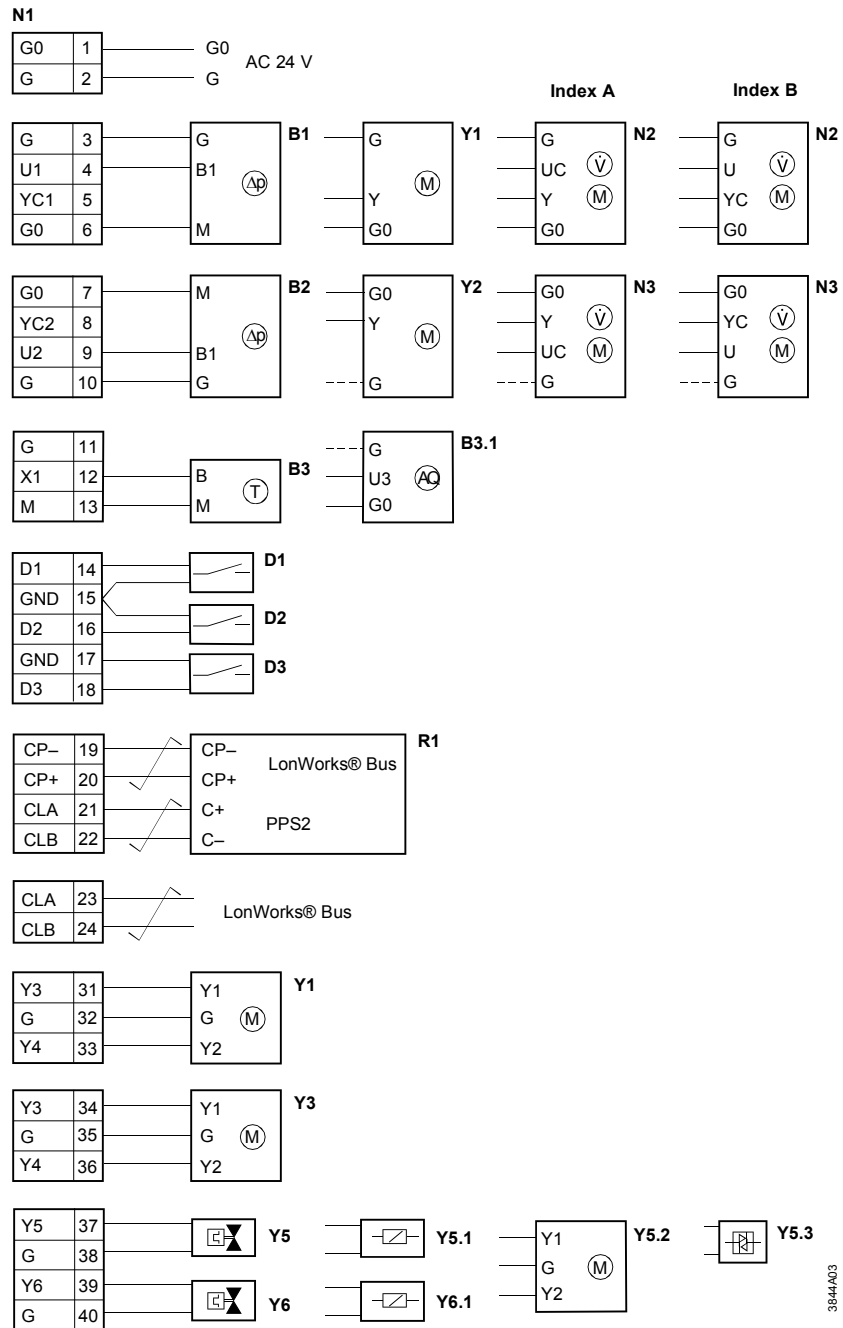 N1
G0 1 G0
AC 24 V
G 2 G
Index A Index B
G 3 G B1 G Y1 G N2 G N2
U1 4 B1 Δp M UC V̇ U V̇
YC1 5 Y Y M YC M
G0 6 M G0 G0 G0
G0 7 M B2 G0 Y2 G0 N3 G0 N3
YC2 8 Δp Y M Y V̇ YC V̇
U2 9 B1 UC M U M
G 10 G G G G
G 11 G B3.1
X1 12 B T B3 U3 AQ
M 13 M G0
D1 14 D1
GND 15
D2 16 D2
GND 17 D3
D3 18
CP– 19 CP– LonWorks® Bus R1
CP+ 20 CP+
CLA 21 C+ PPS2
CLB 22 C–
CLA 23
LonWorks® Bus
CLB 24
Y3 31 Y1 Y1
G 32 G M
Y4 33 Y2
Y3 34 Y1 Y3
G 35 G M
Y4 36 Y2
Y5 37 Y5 Y5.1 Y1 Y5.2 Y5.3
G 38 G M
Y6 39 Y6 Y6.1 Y2
G 40
3844A03